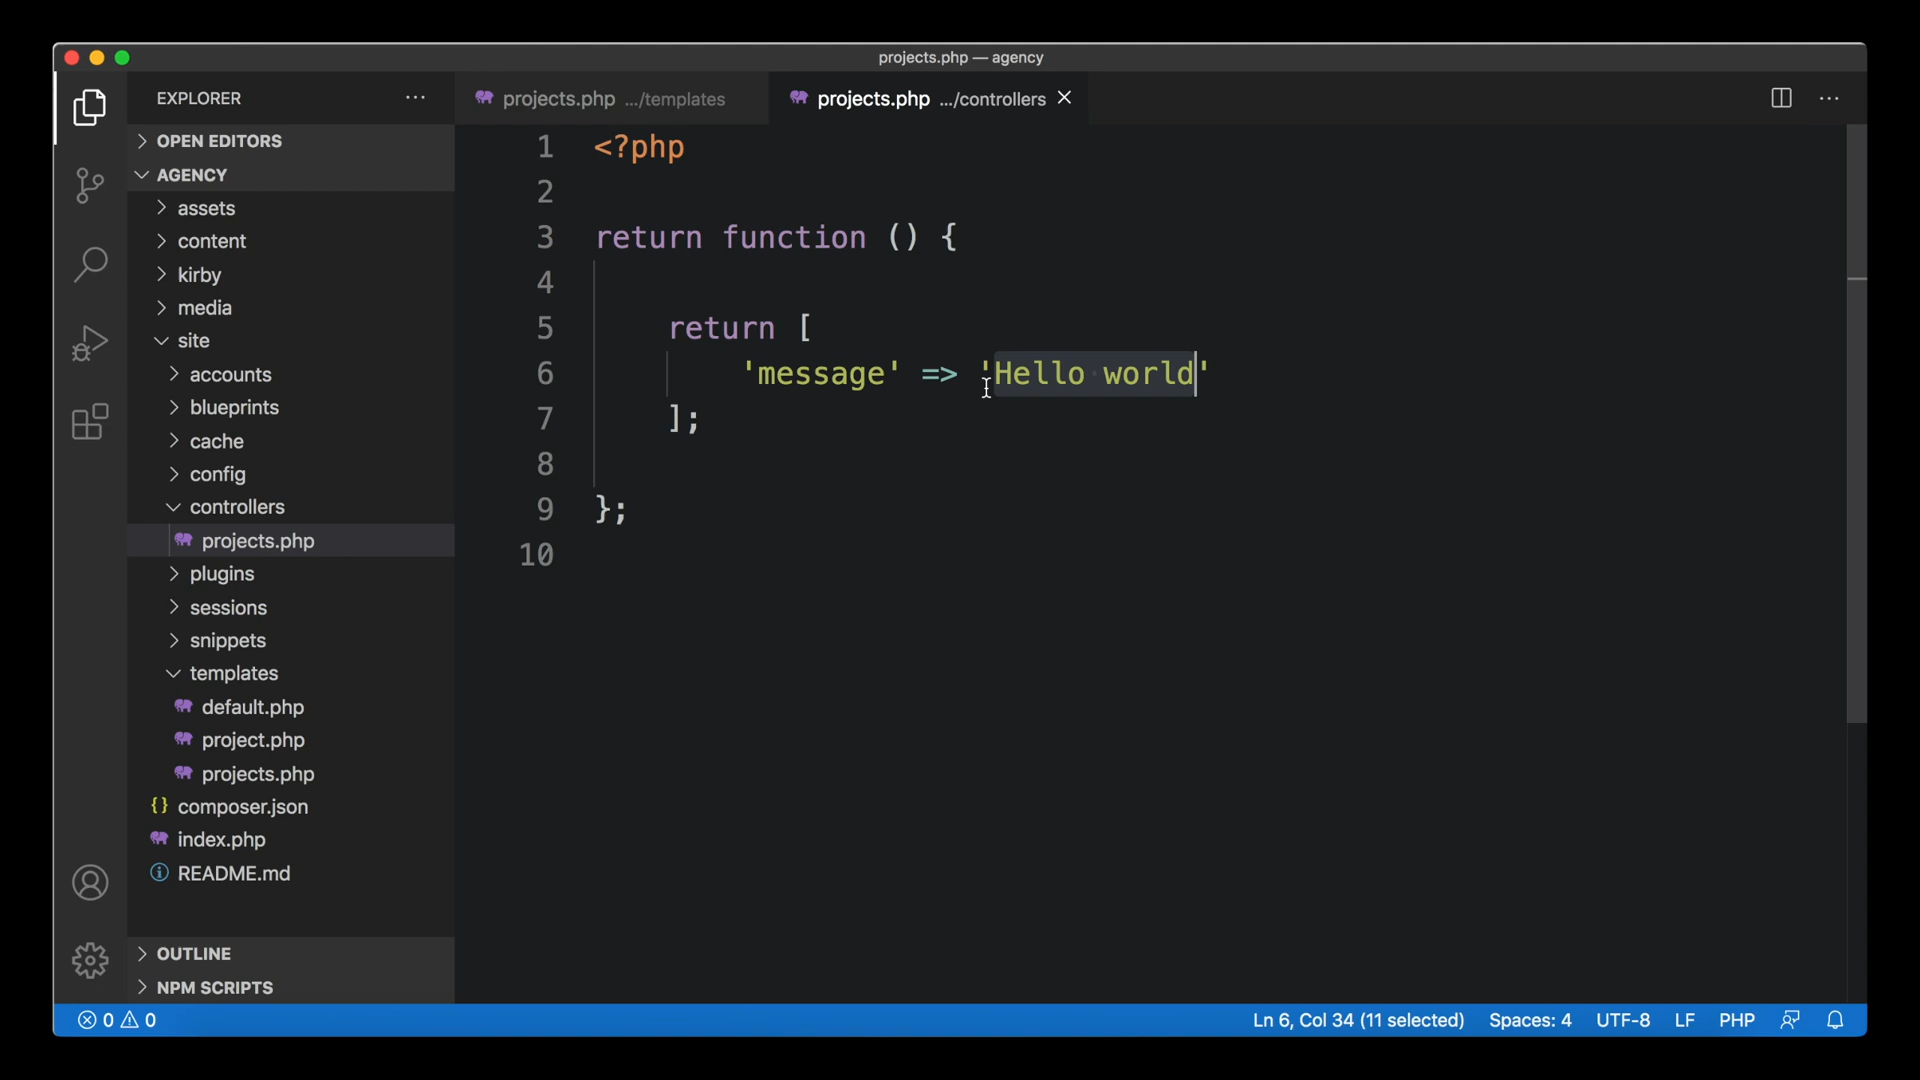 projects.php — agency
EXPLORER
OPEN EDITORS
AGENCY
assets
content
kirby
media
site
accounts
blueprints
cache
config
controllers
projects.php
plugins
sessions
snippets
templates
default.php
project.php
projects.php
{} composer.json
index.php
README.md
OUTLINE
NPM SCRIPTS
projects.php .../templates
projects.php .../controllers
1 <?php
2
3 return function () {
4
5 return [
6 'message' => 'Hello world'
7 ];
8
9 };
10
0 0
Ln 6, Col 34 (11 selected) Spaces: 4 UTF-8 LF PHP